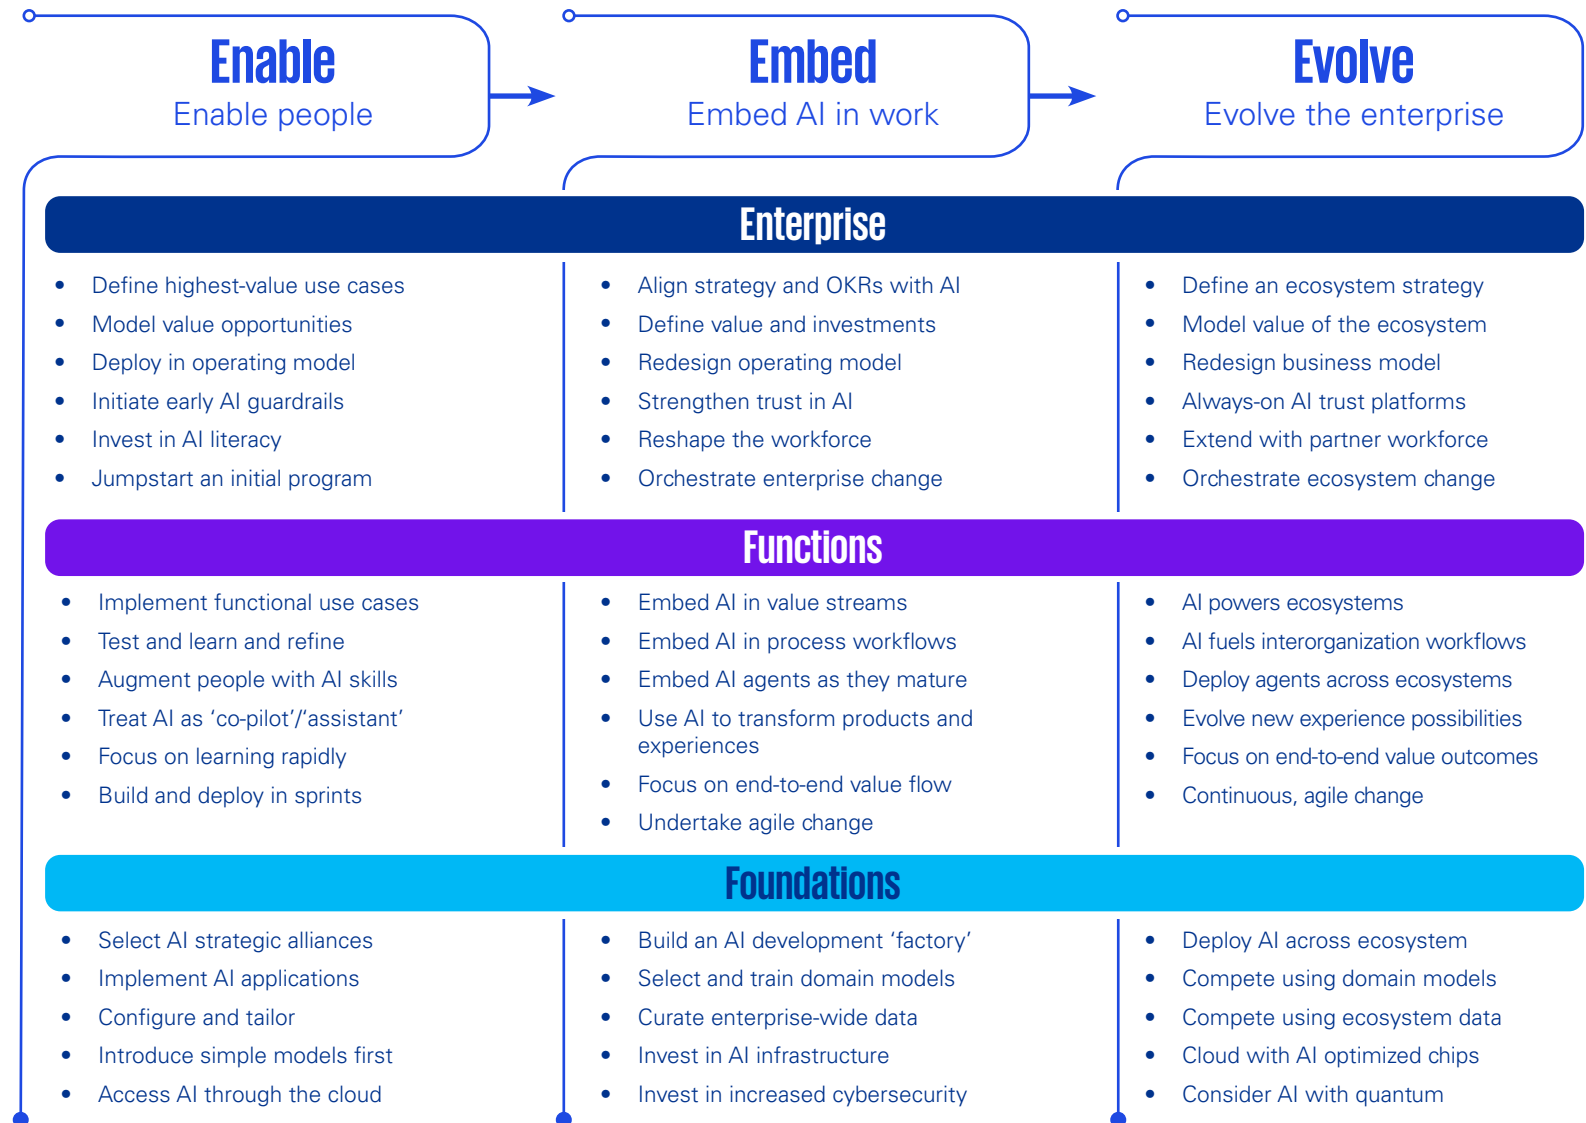 Enable
Enable people
Embed
Embed AI in work
Evolve
Evolve the enterprise
Enterprise
• Define highest-value use cases
• Model value opportunities
• Deploy in operating model
• Initiate early AI guardrails
• Invest in AI literacy
• Jumpstart an initial program
• Align strategy and OKRs with AI
• Define value and investments
• Redesign operating model
• Strengthen trust in AI
• Reshape the workforce
• Orchestrate enterprise change
• Define an ecosystem strategy
• Model value of the ecosystem
• Redesign business model
• Always-on AI trust platforms
• Extend with partner workforce
• Orchestrate ecosystem change
Functions
• Implement functional use cases
• Test and learn and refine
• Augment people with AI skills
• Treat AI as ‘co-pilot’/‘assistant’
• Focus on learning rapidly
• Build and deploy in sprints
• Embed AI in value streams
• Embed AI in process workflows
• Embed AI agents as they mature
• Use AI to transform products and
experiences
• Focus on end-to-end value flow
• Undertake agile change
• AI powers ecosystems
• AI fuels interorganization workflows
• Deploy agents across ecosystems
• Evolve new experience possibilities
• Focus on end-to-end value outcomes
• Continuous, agile change
Foundations
• Select AI strategic alliances
• Implement AI applications
• Configure and tailor
• Introduce simple models first
• Access AI through the cloud
• Build an AI development ‘factory’
• Select and train domain models
• Curate enterprise-wide data
• Invest in AI infrastructure
• Invest in increased cybersecurity
• Deploy AI across ecosystem
• Compete using domain models
• Compete using ecosystem data
• Cloud with AI optimized chips
• Consider AI with quantum